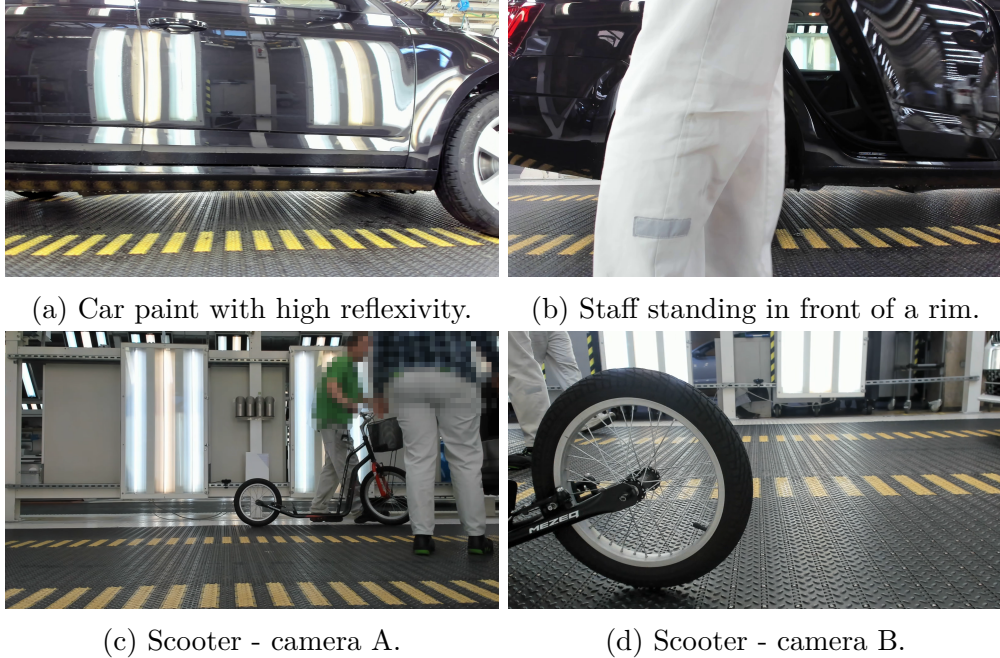 (a) Car paint with high reflexivity.
(b) Staff standing in front of a rim.
MEZEQ
(c) Scooter - camera A.
(d) Scooter - camera B.